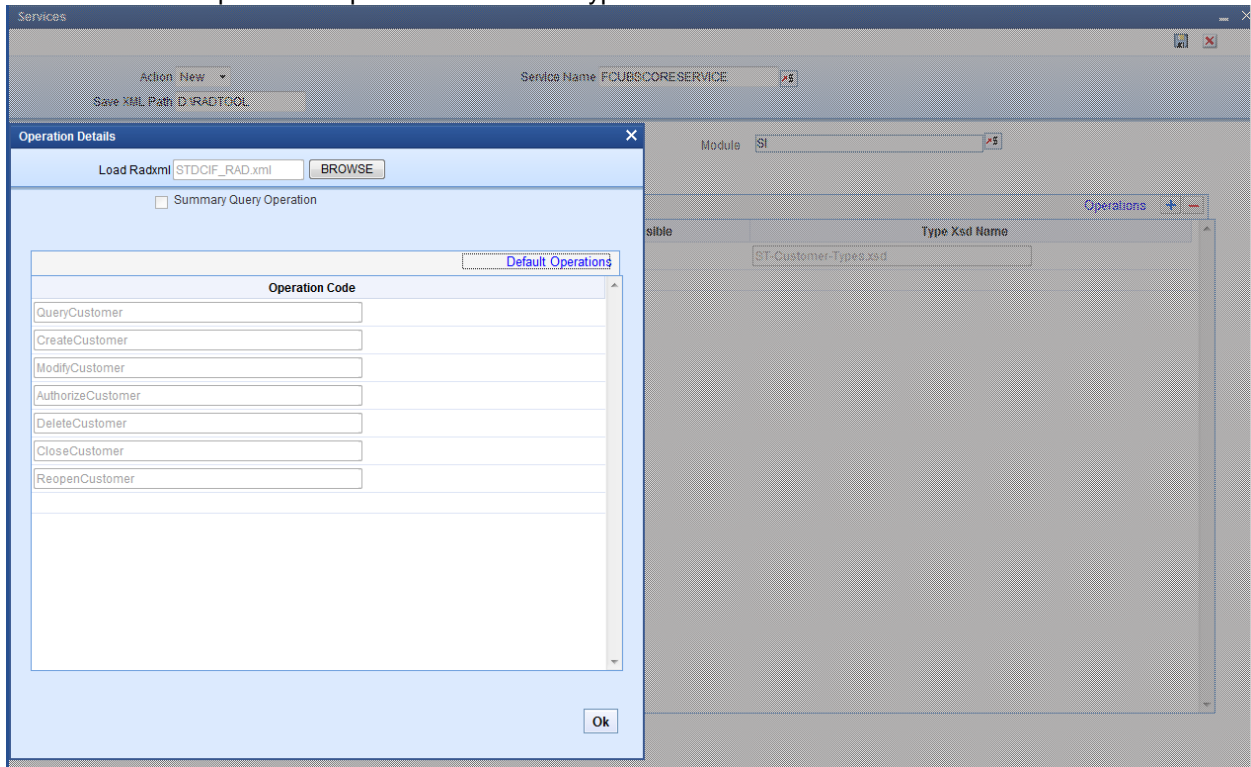 Services
Action New
Service Name FCUBSCORESERVICE
Save XML Path D:\RADTOOL
Operation Details
Module SI
Load Radxml STDCIF_RAD.xml BROWSE
Summary Query Operation
Operations + −
sible Type Xsd Name
ST-Customer-Types.xsd
Default Operations
Operation Code
QueryCustomer
CreateCustomer
ModifyCustomer
AuthorizeCustomer
DeleteCustomer
CloseCustomer
ReopenCustomer
Ok